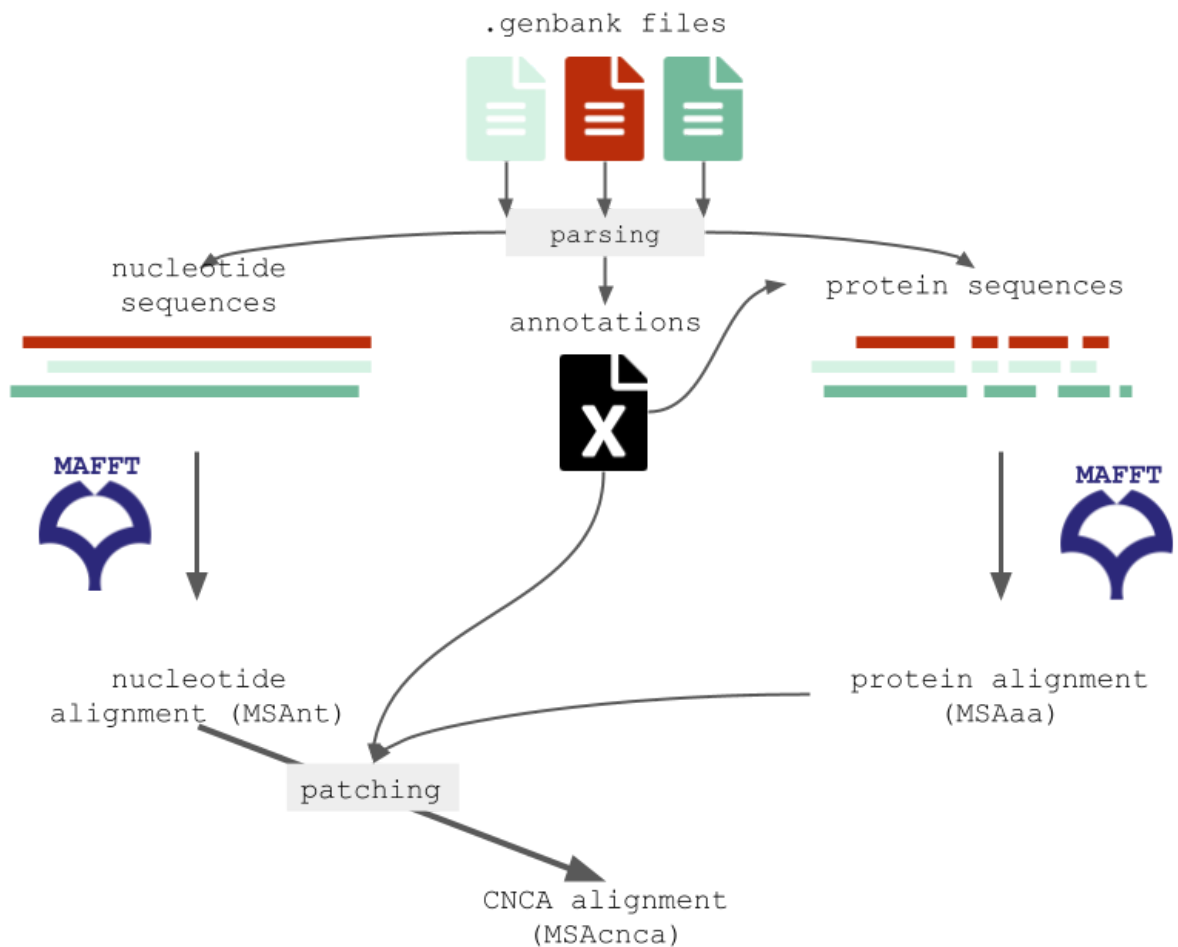 .genbank files
parsing
nucleotide
sequences
annotations
protein sequences
X
MAFFT
MAFFT
nucleotide
alignment (MSAnt)
protein alignment
(MSAaa)
patching
CNCA alignment
(MSAcnca)